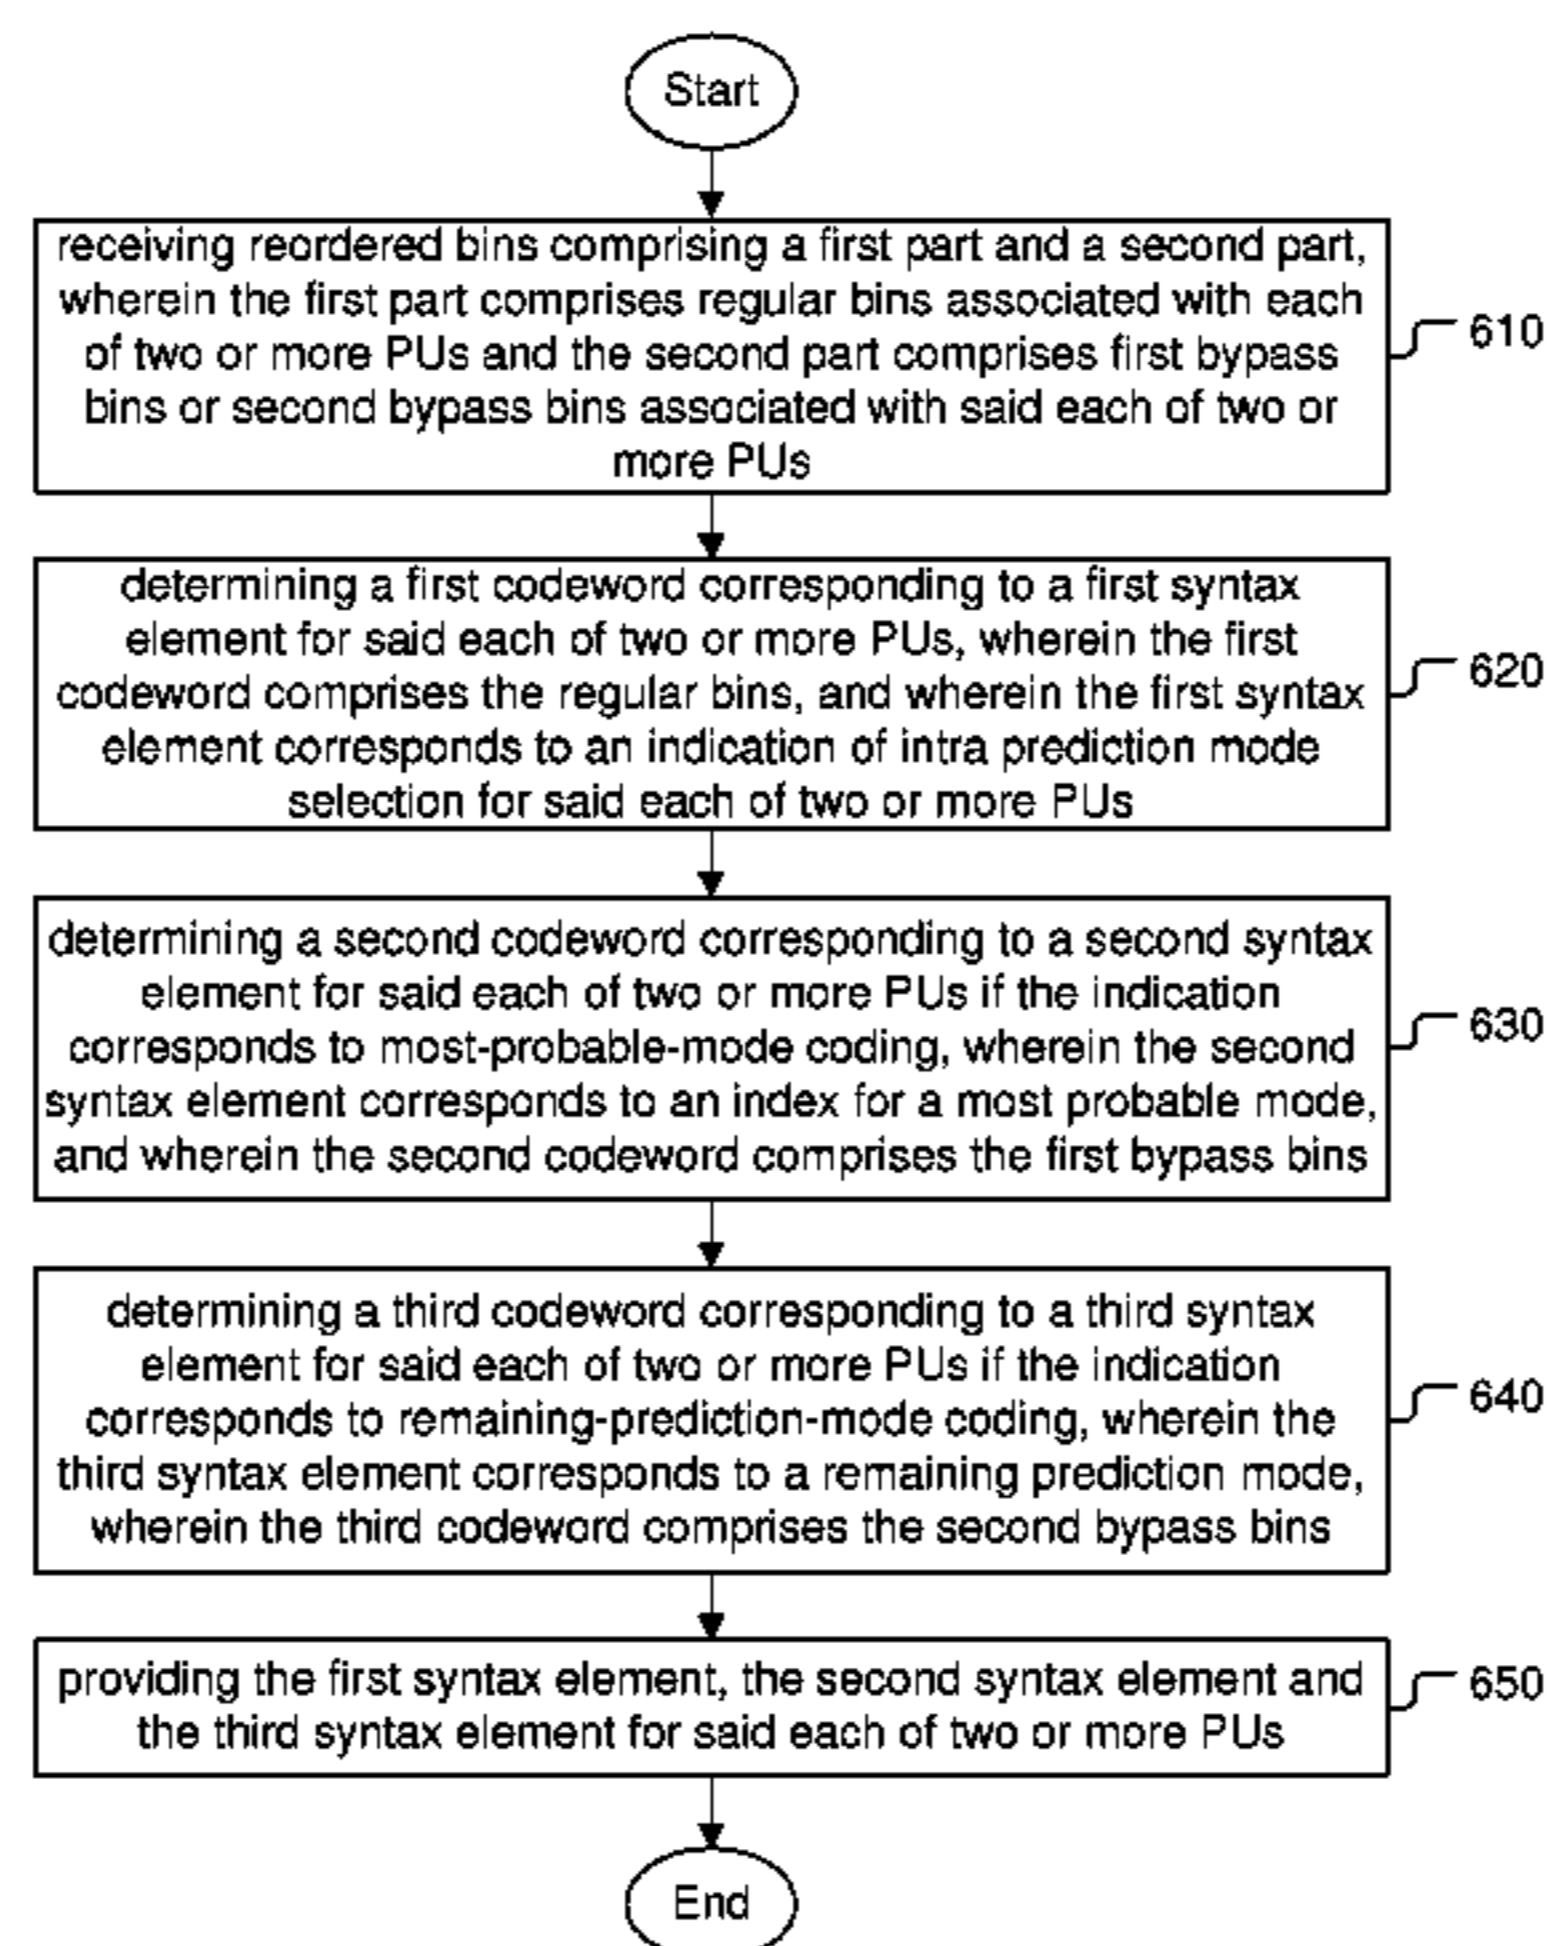 Start
receiving reordered bins comprising a first part and a second part,
wherein the first part comprises regular bins associated with each
of two or more PUs and the second part comprises first bypass
bins or second bypass bins associated with said each of two or
more PUs
610
determining a first codeword corresponding to a first syntax
element for said each of two or more PUs, wherein the first
codeword comprises the regular bins, and wherein the first syntax
element corresponds to an indication of intra prediction mode
selection for said each of two or more PUs
620
determining a second codeword corresponding to a second syntax
element for said each of two or more PUs if the indication
corresponds to most-probable-mode coding, wherein the second
syntax element corresponds to an index for a most probable mode,
and wherein the second codeword comprises the first bypass bins
630
determining a third codeword corresponding to a third syntax
element for said each of two or more PUs if the indication
corresponds to remaining-prediction-mode coding, wherein the
third syntax element corresponds to a remaining prediction mode,
wherein the third codeword comprises the second bypass bins
640
providing the first syntax element, the second syntax element and
the third syntax element for said each of two or more PUs
650
End